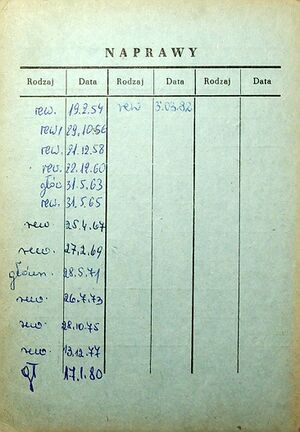 NAPRAWY
Rodzaj Data Rodzaj Data Rodzaj Data
rew. 19.2.54 rew 3.03.82
rew. 29.10.56
rew. 21.12.58
rew. 22.12.60
głów 31.5.63
rew. 31.5.65
rew. 25.4.67
rew. 27.2.69
główn. 28.5.71
rew. 26.7.73
rew. 28.10.75
rew. 13.12.77
gł 17.1.80